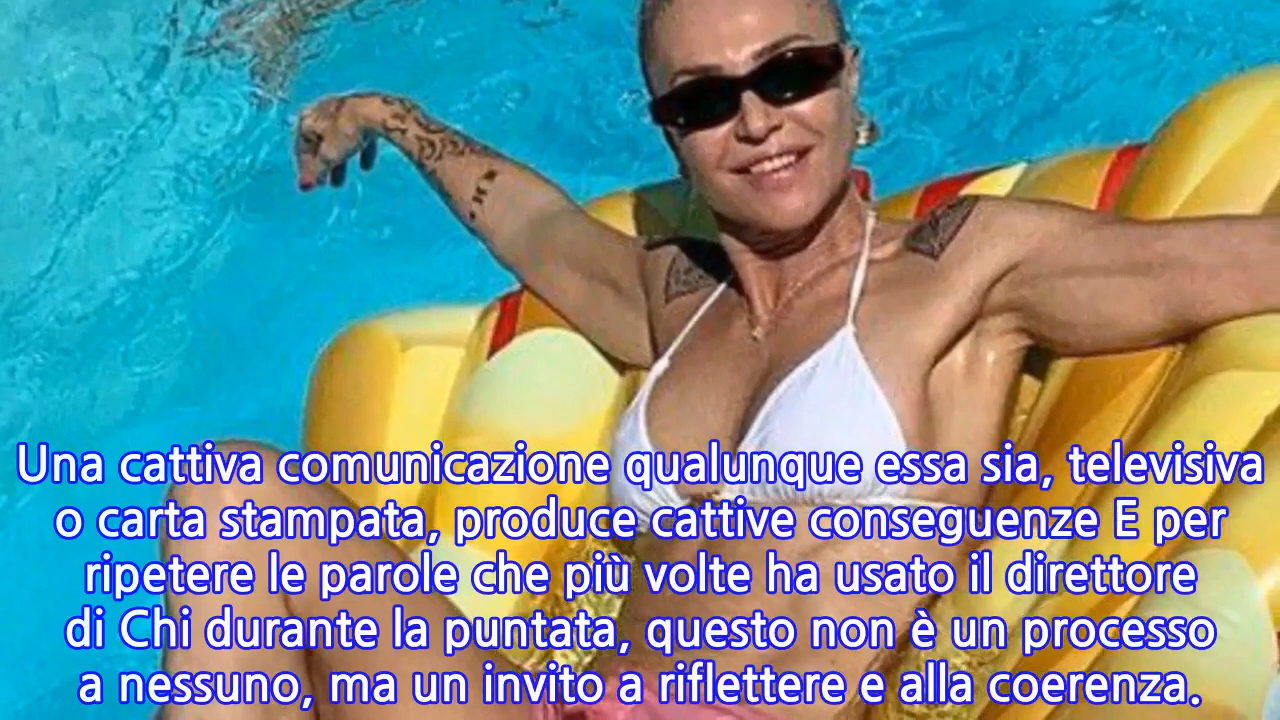 Una cattiva comunicazione qualunque essa sia, televisiva
o carta stampata, produce cattive conseguenze E per
ripetere le parole che più volte ha usato il direttore
di Chi durante la puntata, questo non è un processo
a nessuno, ma un invito a riflettere e alla coerenza.